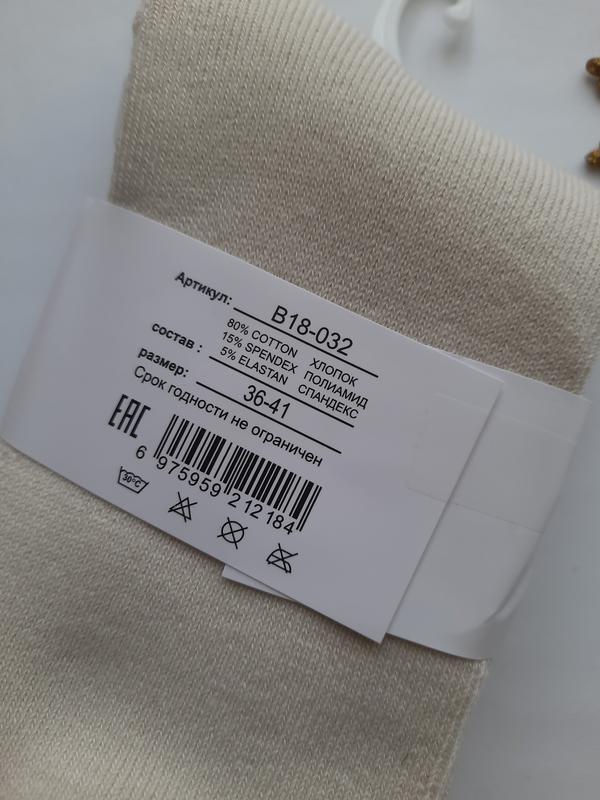 Артикул: B18-032
состав : 80% COTTON ХЛОПОК
15% SPENDEX ПОЛИАМИД
5% ELASTAN СПАНДЕКС
размер: 36-41
Срок годности не ограничен
EAC
6 975959 212184
30°C